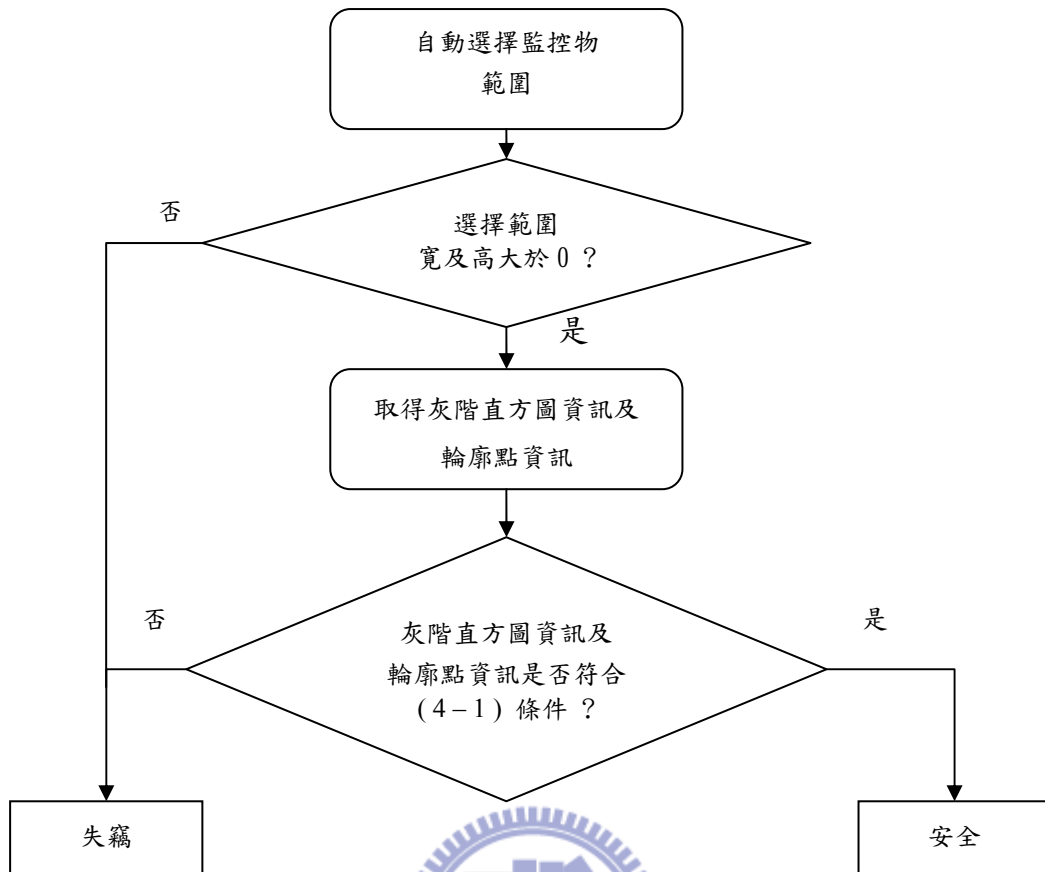 自動選擇監控物
範圍
否
選擇範圍
寬及高大於 0 ？
是
取得灰階直方圖資訊及
輪廓點資訊
否
是
灰階直方圖資訊及
輪廓點資訊是否符合
( 4 – 1 ) 條件 ？
失竊
安全